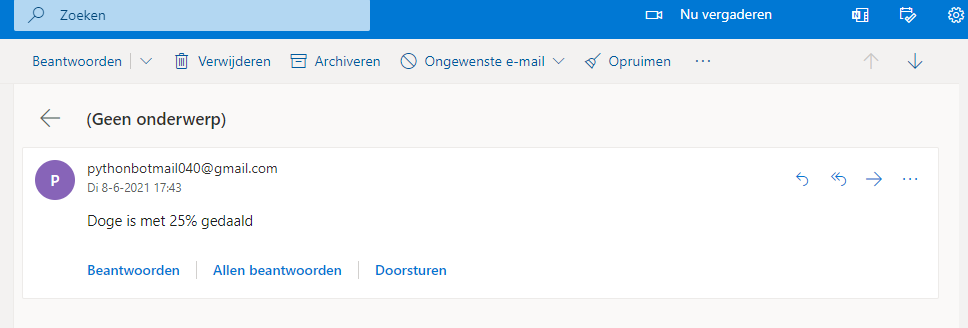 Zoeken
Nu vergaderen
Beantwoorden Verwijderen Archiveren Ongewenste e-mail Opruimen ...
(Geen onderwerp)
P
pythonbotmail040@gmail.com
Di 8-6-2021 17:43
Doge is met 25% gedaald
Beantwoorden Allen beantwoorden Doorsturen